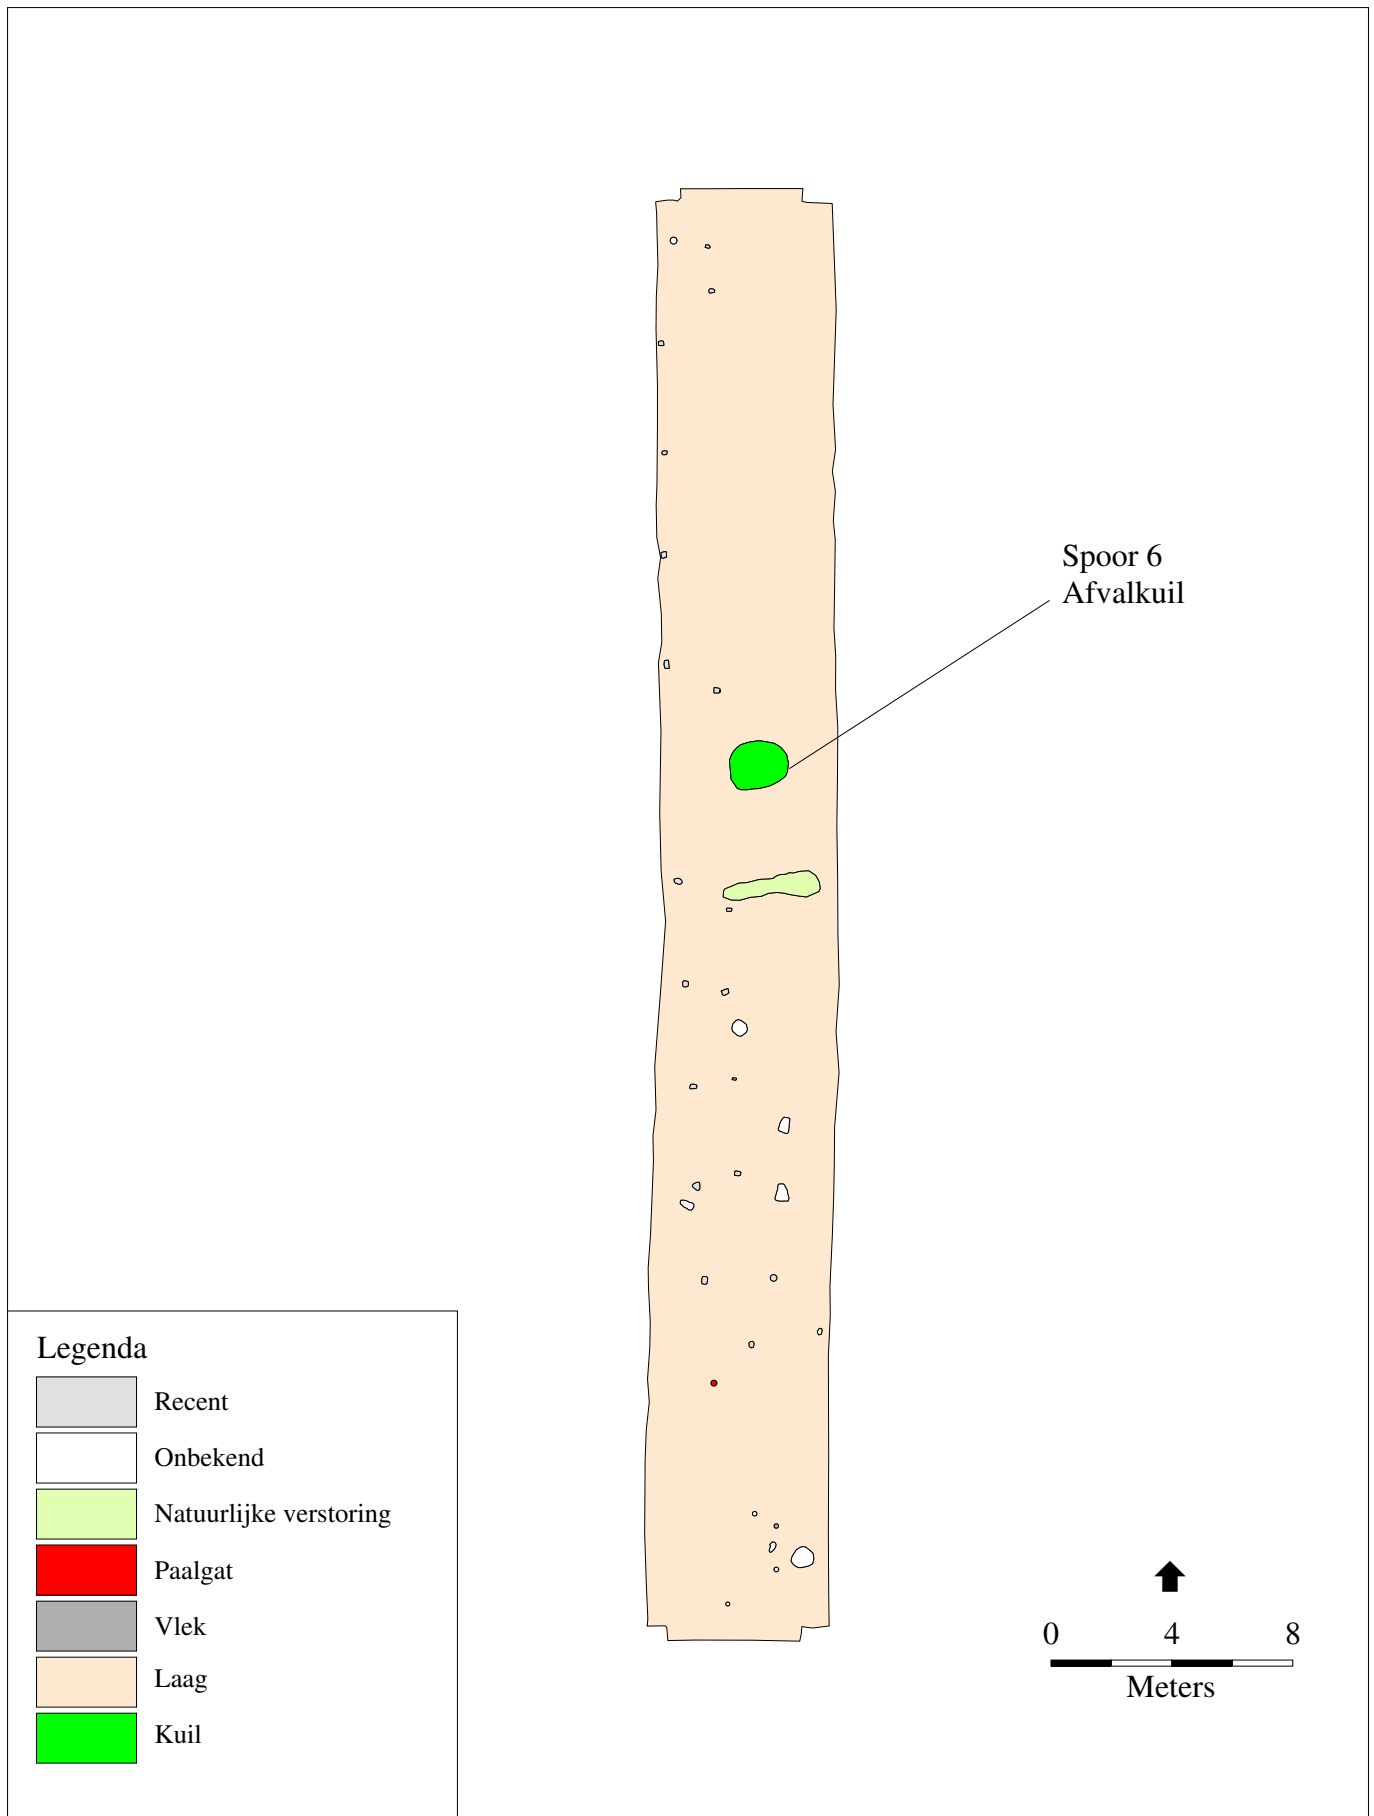 Spoor 6
Afvalkuil
Legenda
Recent
Onbekend
Natuurlijke verstoring
Paalgat
Vlek
Laag
Kuil
0 4 8
Meters